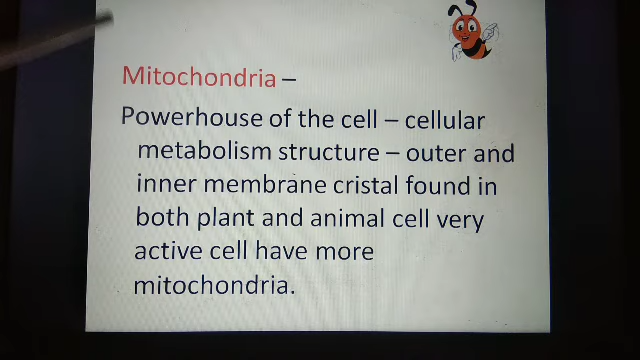 Mitochondria –
Powerhouse of the cell – cellular
metabolism structure – outer and
inner membrane cristal found in
both plant and animal cell very
active cell have more
mitochondria.